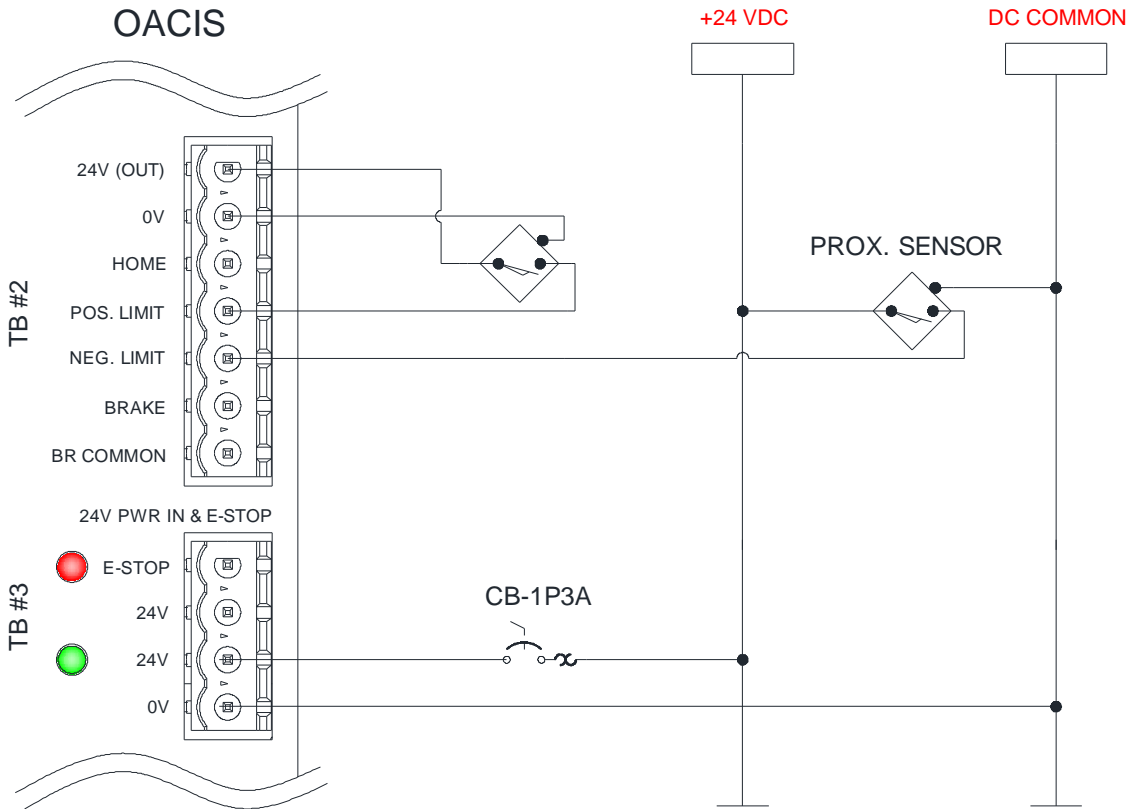 OACIS
+24 VDC
DC COMMON
24V (OUT)
0V
HOME
PROX. SENSOR
POS. LIMIT
NEG. LIMIT
BRAKE
BR COMMON
TB #2
24V PWR IN & E-STOP
E-STOP
24V
CB-1P3A
24V
0V
TB #3